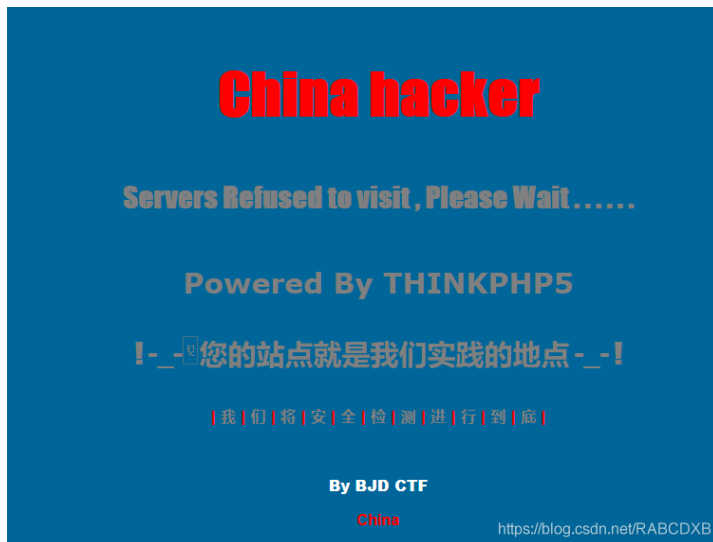 China hacker
Servers Refused to visit , Please Wait . . . . . .
Powered By THINKPHP5
!-_-您的站点就是我们实践的地点-_-!
| 我 | 们 | 将 | 安 | 全 | 检 | 测 | 进 | 行 | 到 | 底 |
By BJD CTF
China
https://blog.csdn.net/RABCDXB